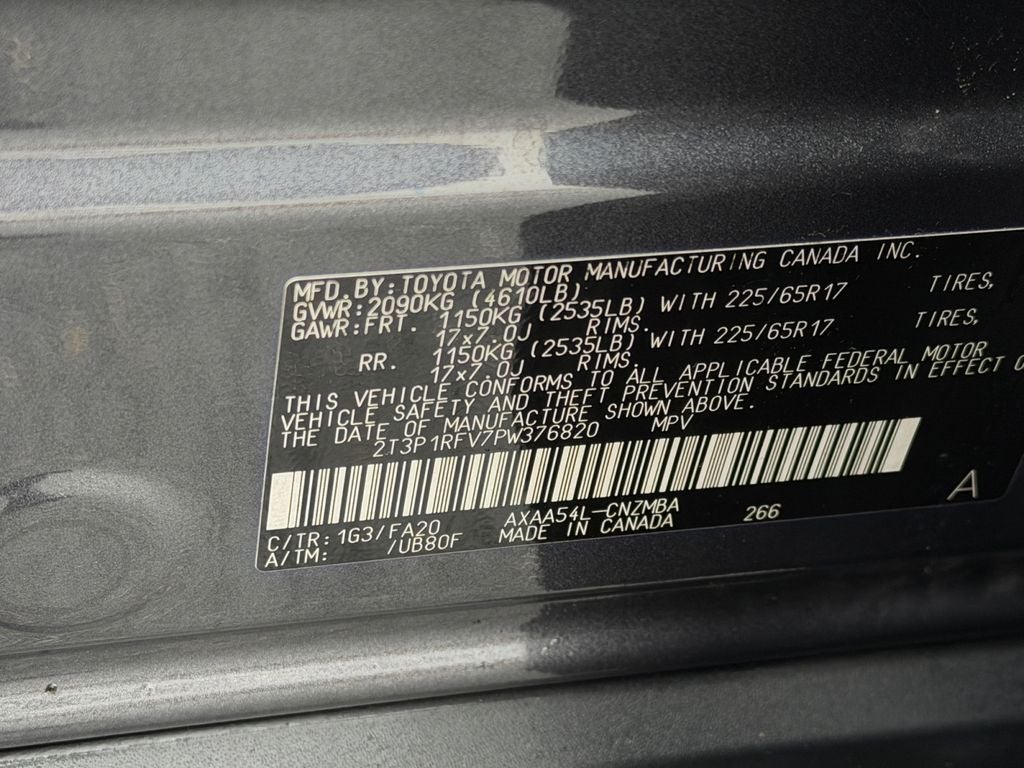 MFD. BY: TOYOTA MOTOR MANUFACTURING CANADA INC.
GVWR: 2090KG (4610LB)
GAWR: FRT. 1150KG (2535LB) WITH 225/65R17 TIRES,
17x7.0J RIMS.
RR. 1150KG (2535LB) WITH 225/65R17 TIRES,
17x7.0J RIMS.
THIS VEHICLE CONFORMS TO ALL APPLICABLE FEDERAL MOTOR
VEHICLE SAFETY AND THEFT PREVENTION STANDARDS IN EFFECT
THE DATE OF MANUFACTURE SHOWN ABOVE.
2T3P1RFV7PW376820 MPV
AXAA54L-CNZMBA 266 A
C/TR: 1G3/FA20 MADE IN CANADA
A/TM: /UB80F